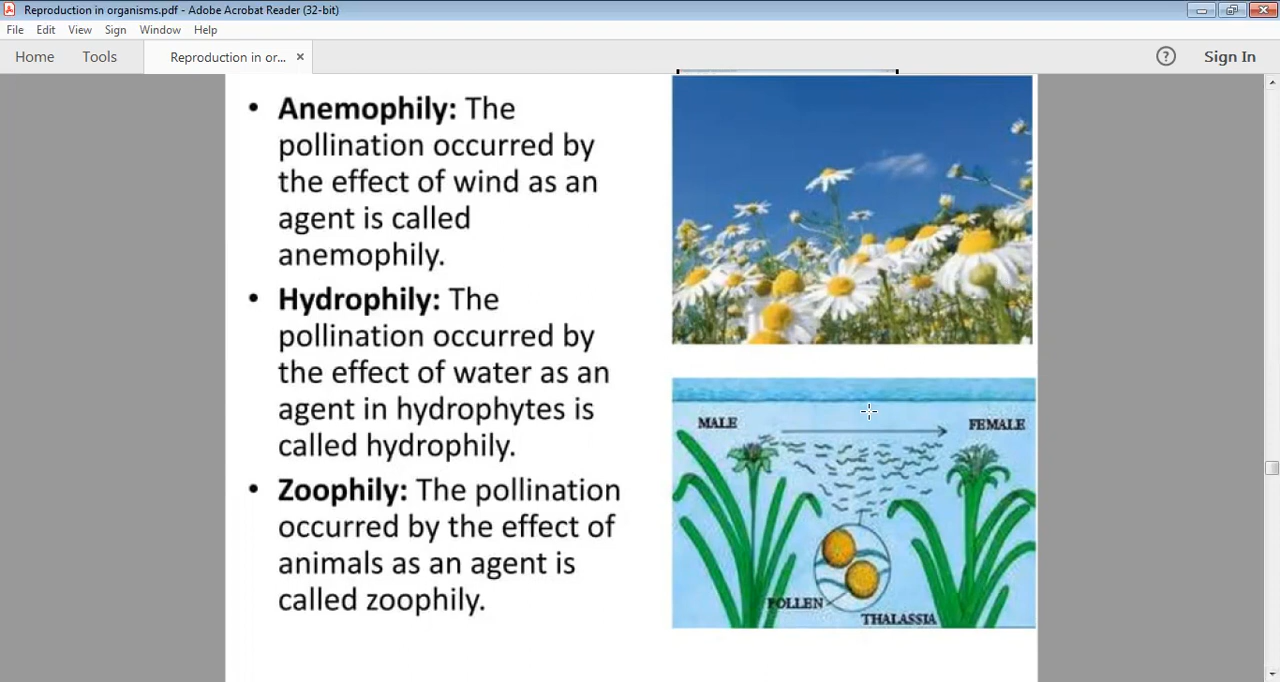 Reproduction in organisms.pdf - Adobe Acrobat Reader (32-bit)
File Edit View Sign Window Help
Home Tools Reproduction in or... × ? Sign In
• Anemophily: The
pollination occurred by
the effect of wind as an
agent is called
anemophily.
• Hydrophily: The
pollination occurred by
the effect of water as an
agent in hydrophytes is
called hydrophily.
• Zoophily: The pollination
occurred by the effect of
animals as an agent is
called zoophily.
MALE
FEMALE
POLLEN
THALASSIA